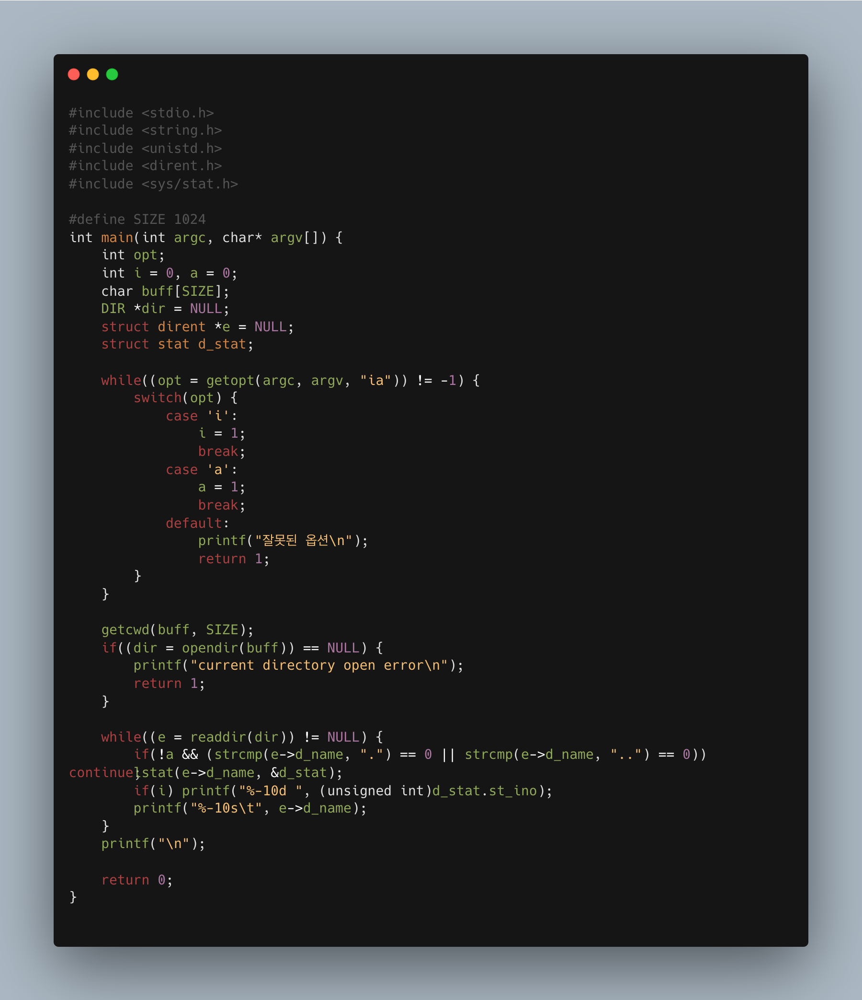 #include <stdio.h>
#include <string.h>
#include <unistd.h>
#include <dirent.h>
#include <sys/stat.h>

#define SIZE 1024
int main(int argc, char* argv[]) {
    int opt;
    int i = 0, a = 0;
    char buff[SIZE];
    DIR *dir = NULL;
    struct dirent *e = NULL;
    struct stat d_stat;

    while((opt = getopt(argc, argv, "ia")) != -1) {
        switch(opt) {
            case 'i':
                i = 1;
                break;
            case 'a':
                a = 1;
                break;
            default:
                printf("잘못된 옵션\n");
                return 1;
        }
    }

    getcwd(buff, SIZE);
    if((dir = opendir(buff)) == NULL) {
        printf("current directory open error\n");
        return 1;
    }

    while((e = readdir(dir)) != NULL) {
        if(!a && (strcmp(e->d_name, ".") == 0 || strcmp(e->d_name, "..") == 0))
continue;
        lstat(e->d_name, &d_stat);
        if(i) printf("%-10d ", (unsigned int)d_stat.st_ino);
        printf("%-10s\t", e->d_name);
    }
    printf("\n");

    return 0;
}